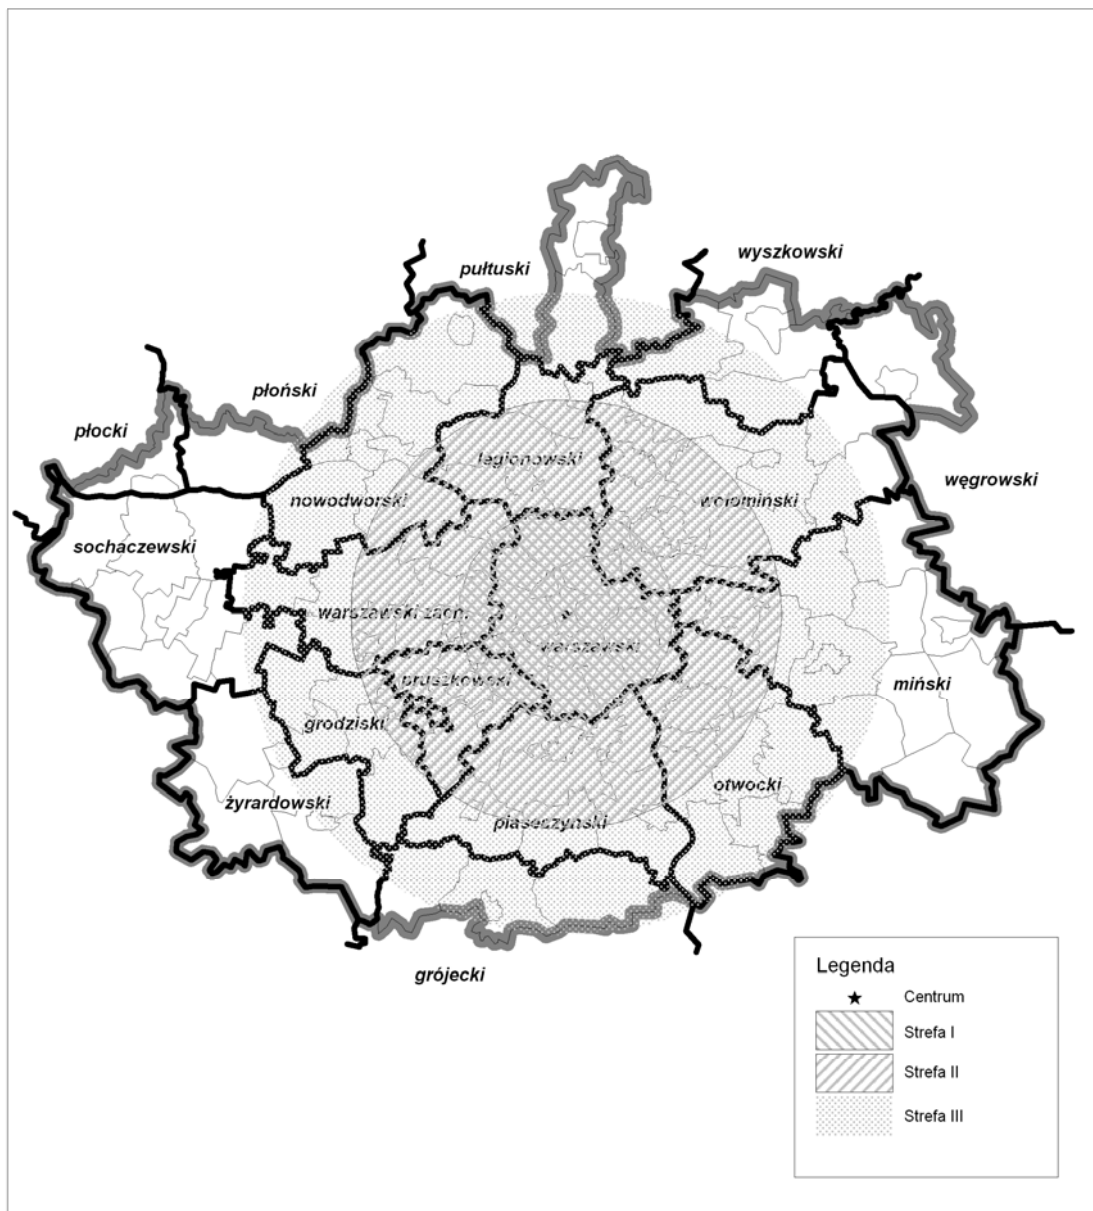 wyszkowski
pułtuski
płoński
płocki
legionowski
węgrowski
nowodworski
wołomiński
sochaczewski
warszawski zach.
warszawski
pruszkowski
miński
grodziski
otwocki
żyrardowski
piaseczyński
grójecki
Legenda
Centrum
Strefa I
Strefa II
Strefa III